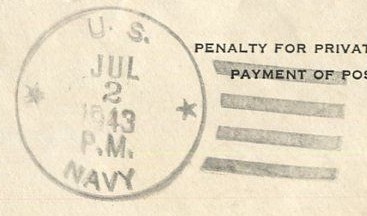 U. S.
JUL
2
1943
P.M.
NAVY
PENALTY FOR PRIVAT
PAYMENT OF POS